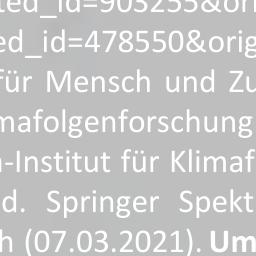 ted_id=903255&ori
ed_id=478550&orig
für Mensch und Zu
mafolgenforschung
-Institut für Klimaf
d. Springer Spekt
h (07.03.2021). Um